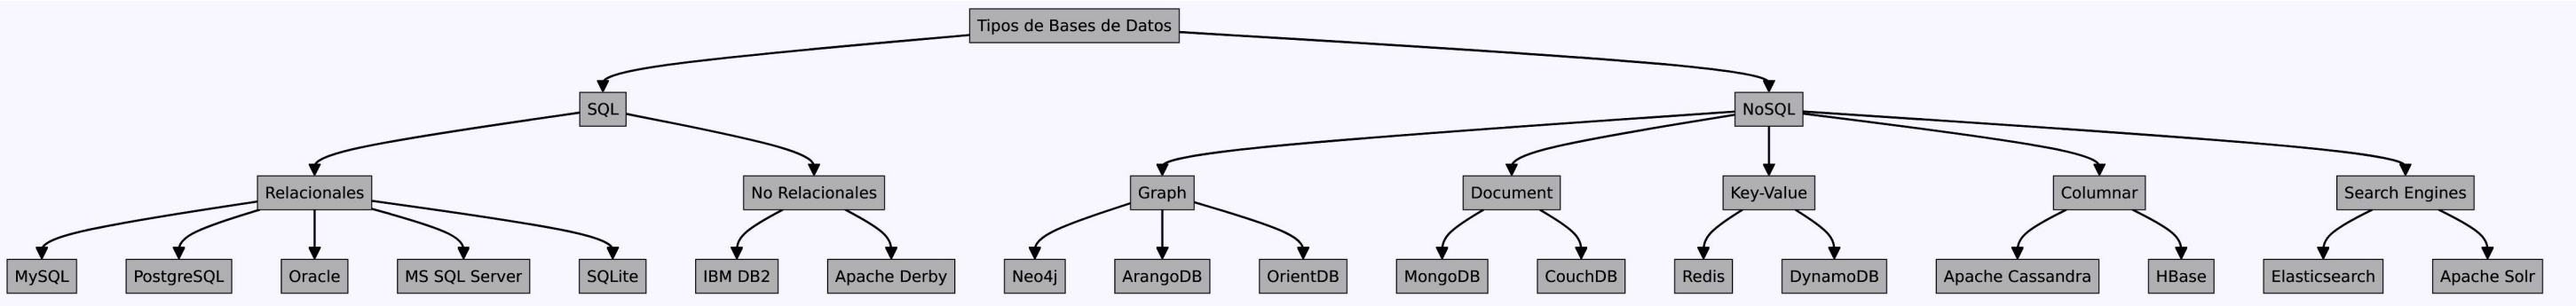 Tipos de Bases de Datos
SQL
NoSQL
Relacionales
No Relacionales
Graph
Document
Key-Value
Columnar
Search Engines
MySQL
PostgreSQL
Oracle
MS SQL Server
SQLite
IBM DB2
Apache Derby
Neo4j
ArangoDB
OrientDB
MongoDB
CouchDB
Redis
DynamoDB
Apache Cassandra
HBase
Elasticsearch
Apache Solr